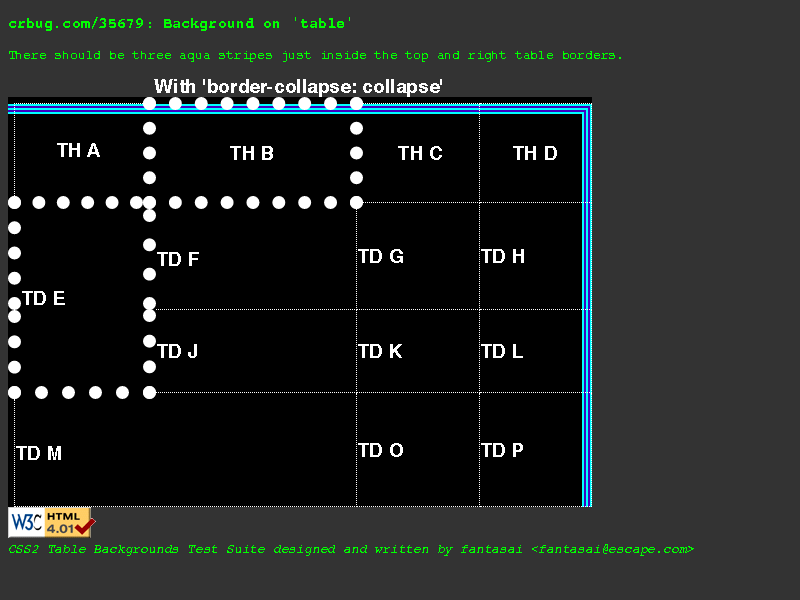 crbug.com/35679: Background on 'table'
There should be three aqua stripes just inside the top and right table borders.
With 'border-collapse: collapse'
TH A TH B TH C TH D
TD E TD F TD G TD H
TD J TD K TD L
TD M TD O TD P
W3C HTML 4.01
CSS2 Table Backgrounds Test Suite designed and written by fantasai <fantasai@escape.com>